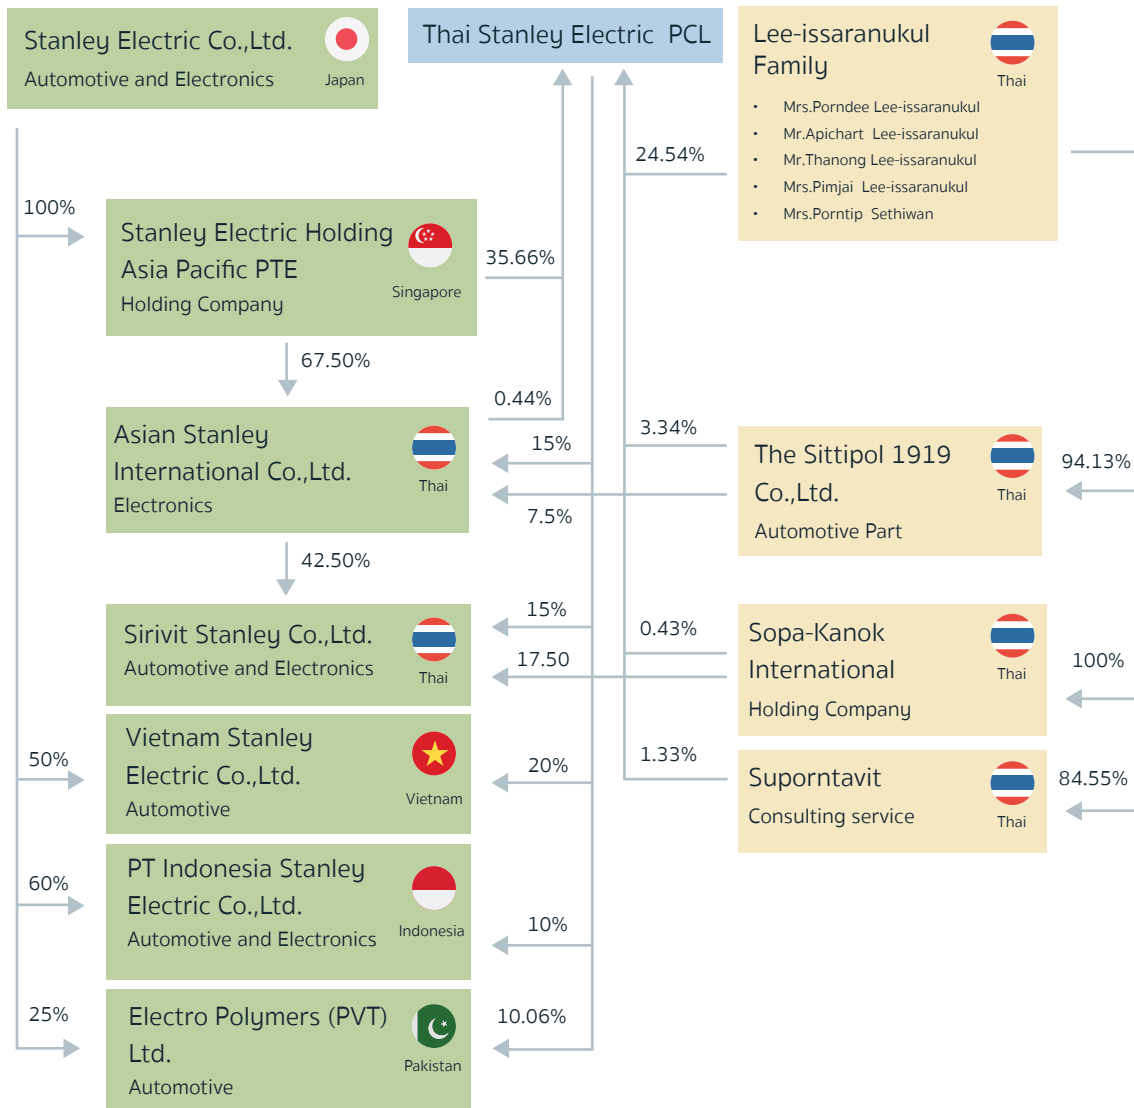 Stanley Electric Co.,Ltd.
Automotive and Electronics
Japan
Thai Stanley Electric PCL
Lee-issaranukul
Family
Thai
• Mrs.Porndee Lee-issaranukul
• Mr.Apichart Lee-issaranukul
• Mr.Thanong Lee-issaranukul
• Mrs.Pimjai Lee-issaranukul
• Mrs.Porntip Sethiwan
24.54%
100%
Stanley Electric Holding
Asia Pacific PTE
Holding Company
Singapore
35.66%
67.50%
0.44%
Asian Stanley
International Co.,Ltd.
Electronics
Thai
15%
7.5%
3.34%
The Sittipol 1919
Co.,Ltd.
Automotive Part
Thai
94.13%
42.50%
Sirivit Stanley Co.,Ltd.
Automotive and Electronics
Thai
15%
17.50
0.43%
Sopa-Kanok
International
Holding Company
Thai
100%
50%
Vietnam Stanley
Electric Co.,Ltd.
Automotive
Vietnam
20%
1.33%
Suporntavit
Consulting service
Thai
84.55%
60%
PT Indonesia Stanley
Electric Co.,Ltd.
Automotive and Electronics
Indonesia
10%
25%
Electro Polymers (PVT)
Ltd.
Automotive
Pakistan
10.06%